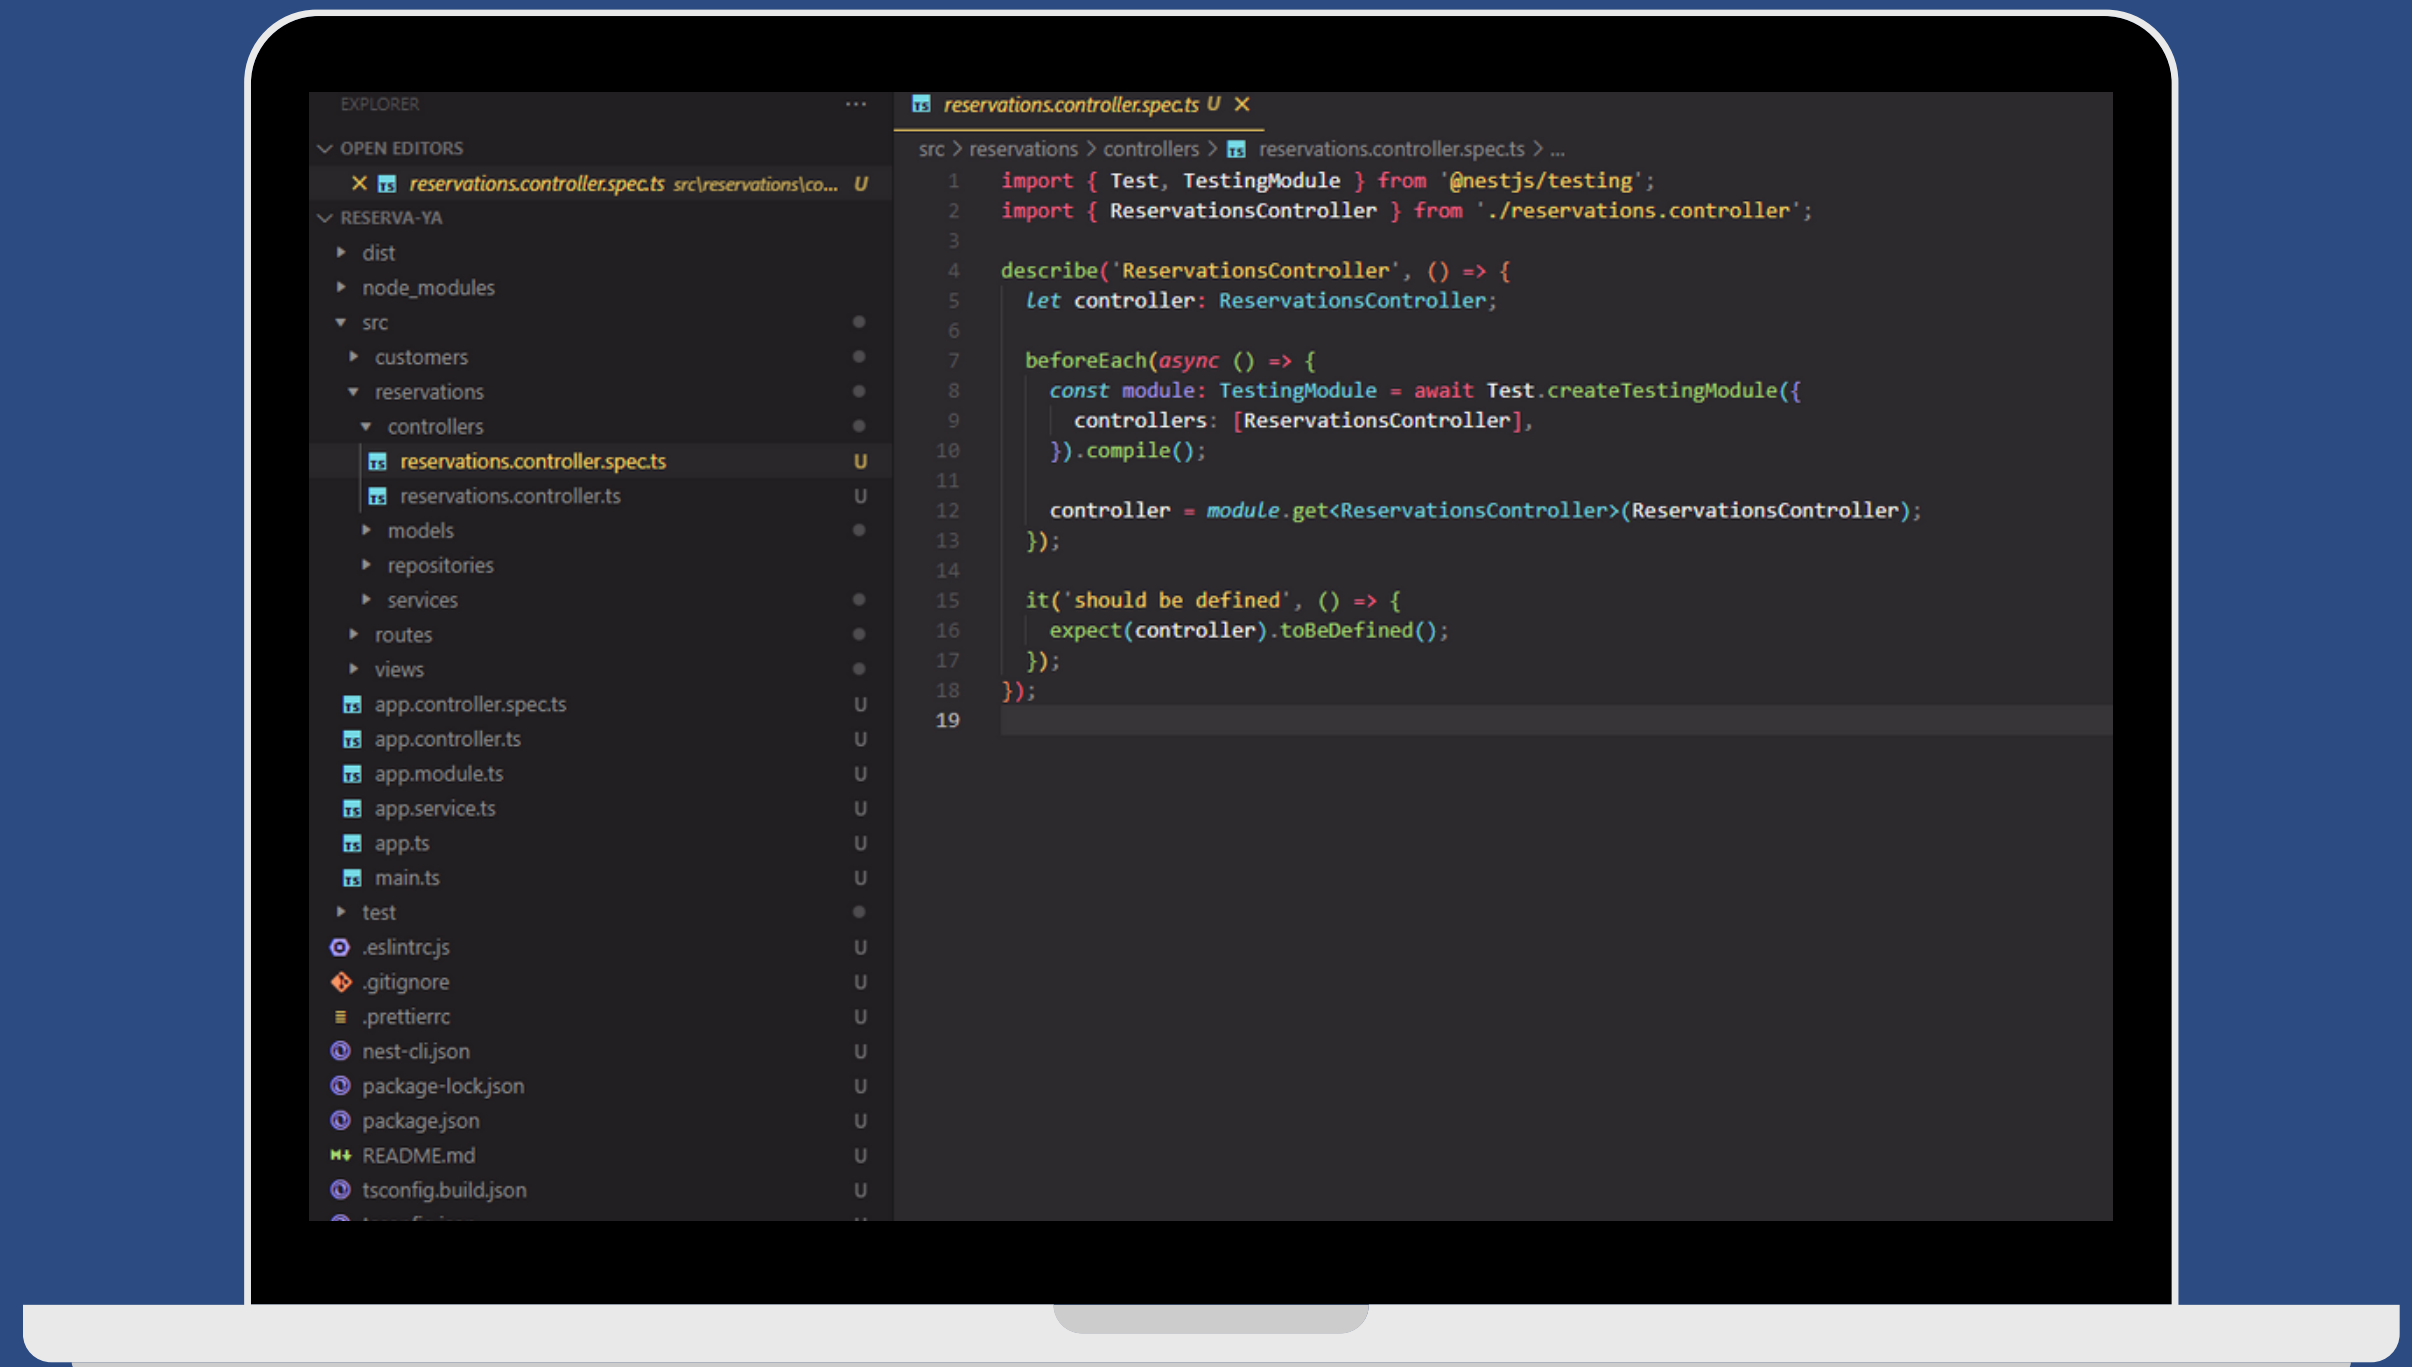 EXPLORER ...
OPEN EDITORS
reservations.controller.spec.ts src\reservations\co... U
RESERVA-YA
dist
node_modules
src
customers
reservations
controllers
reservations.controller.spec.ts U
reservations.controller.ts U
models
repositories
services
routes
views
app.controller.spec.ts U
app.controller.ts U
app.module.ts U
app.service.ts U
app.ts U
main.ts U
test
.eslintrc.js U
.gitignore U
.prettierrc U
nest-cli.json U
package-lock.json U
package.json U
README.md U
tsconfig.build.json U
reservations.controller.spec.ts U
src > reservations > controllers > reservations.controller.spec.ts > ...
1 import { Test, TestingModule } from '@nestjs/testing';
2 import { ReservationsController } from './reservations.controller';
3
4 describe('ReservationsController', () => {
5 let controller: ReservationsController;
6
7 beforeEach(async () => {
8 const module: TestingModule = await Test.createTestingModule({
9 controllers: [ReservationsController],
10 }).compile();
11
12 controller = module.get<ReservationsController>(ReservationsController);
13 });
14
15 it('should be defined', () => {
16 expect(controller).toBeDefined();
17 });
18 });
19